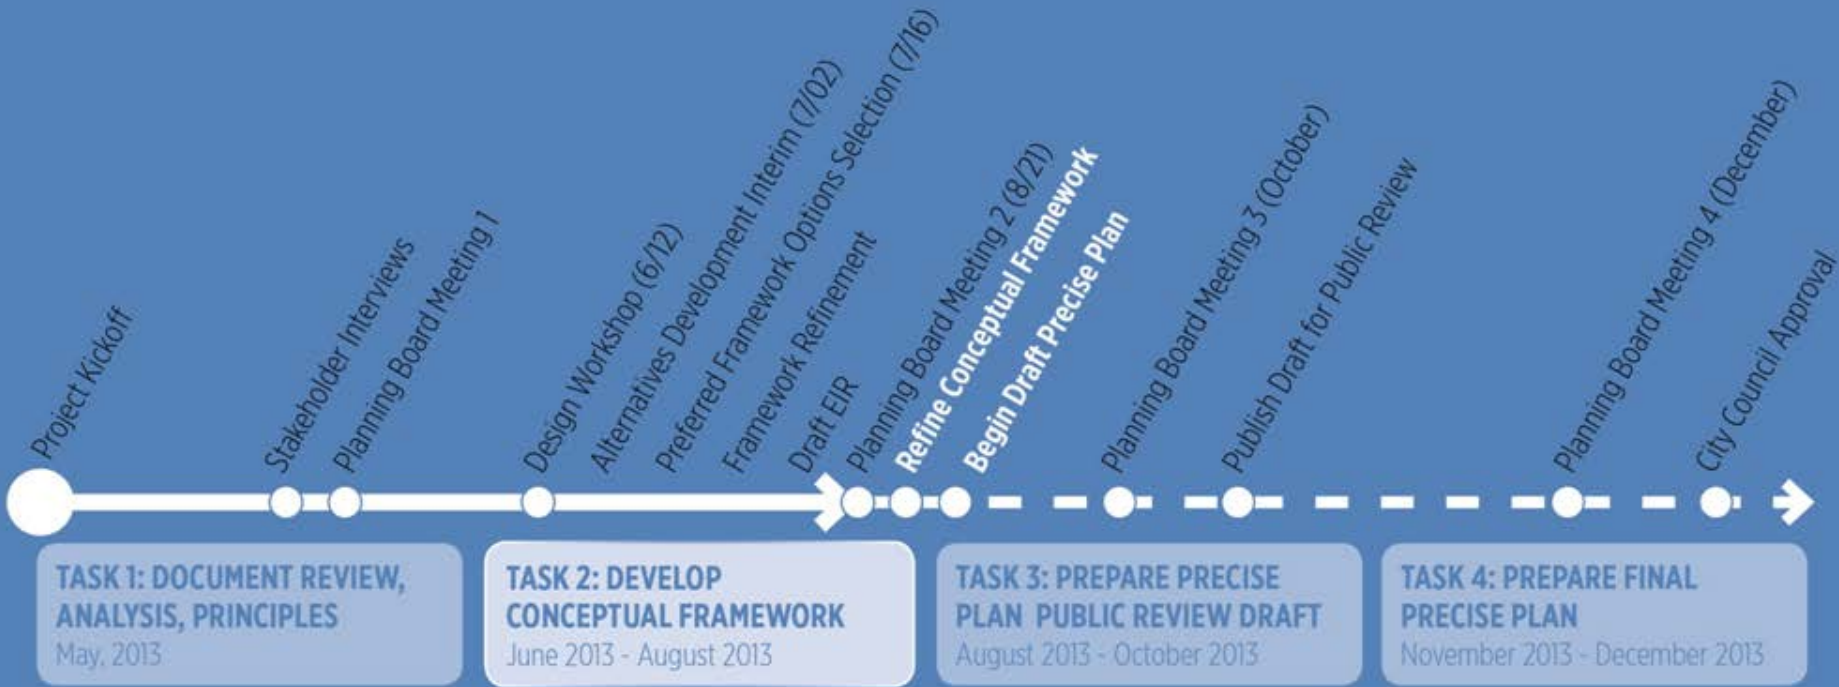 Project Kickoff
Stakeholder Interviews
Planning Board Meeting 1
Design Workshop (6/12)
Alternatives Development Interim (7/02)
Preferred Framework Options Selection (7/16)
Framework Refinement
Draft EIR
Planning Board Meeting 2 (8/21)
Refine Conceptual Framework
Begin Draft Precise Plan
Planning Board Meeting 3 (October)
Publish Draft for Public Review
Planning Board Meeting 4 (December)
City Council Approval
TASK 1: DOCUMENT REVIEW,
ANALYSIS, PRINCIPLES
May, 2013
TASK 2: DEVELOP
CONCEPTUAL FRAMEWORK
June 2013 - August 2013
TASK 3: PREPARE PRECISE
PLAN PUBLIC REVIEW DRAFT
August 2013 - October 2013
TASK 4: PREPARE FINAL
PRECISE PLAN
November 2013 - December 2013